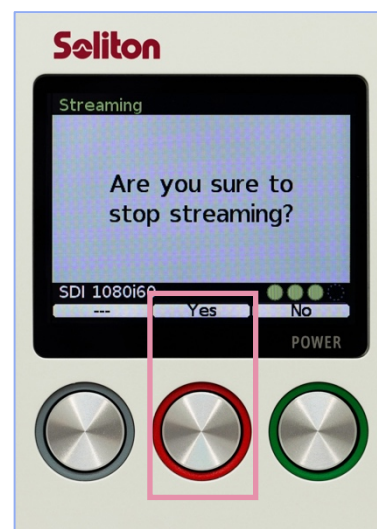 Soliton
Streaming
Are you sure to
stop streaming?
SDI 1080i60
--- Yes No
POWER